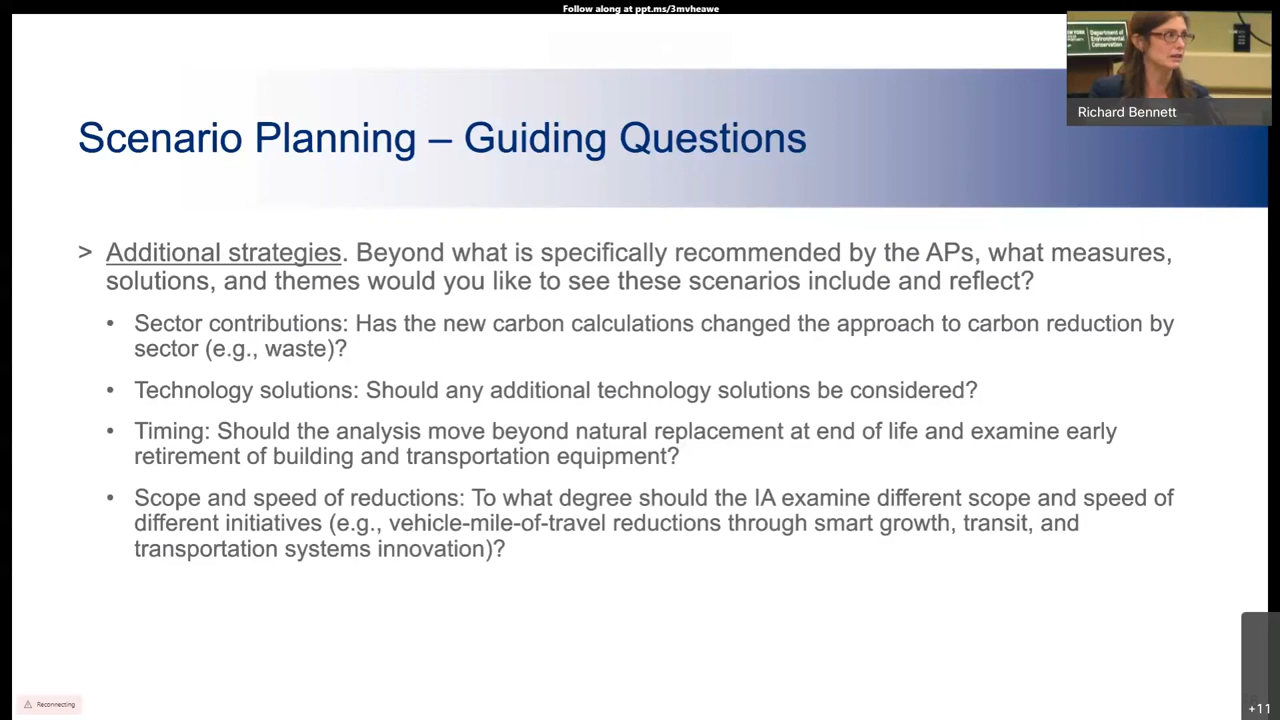 Follow along at ppt.ms/3mvheawe
Department of
Environmental
Conservation
Richard Bennett
Scenario Planning – Guiding Questions
> Additional strategies. Beyond what is specifically recommended by the APs, what measures,
solutions, and themes would you like to see these scenarios include and reflect?
• Sector contributions: Has the new carbon calculations changed the approach to carbon reduction by
sector (e.g., waste)?
• Technology solutions: Should any additional technology solutions be considered?
• Timing: Should the analysis move beyond natural replacement at end of life and examine early
retirement of building and transportation equipment?
• Scope and speed of reductions: To what degree should the IA examine different scope and speed of
different initiatives (e.g., vehicle-mile-of-travel reductions through smart growth, transit, and
transportation systems innovation)?
Reconnecting
+11